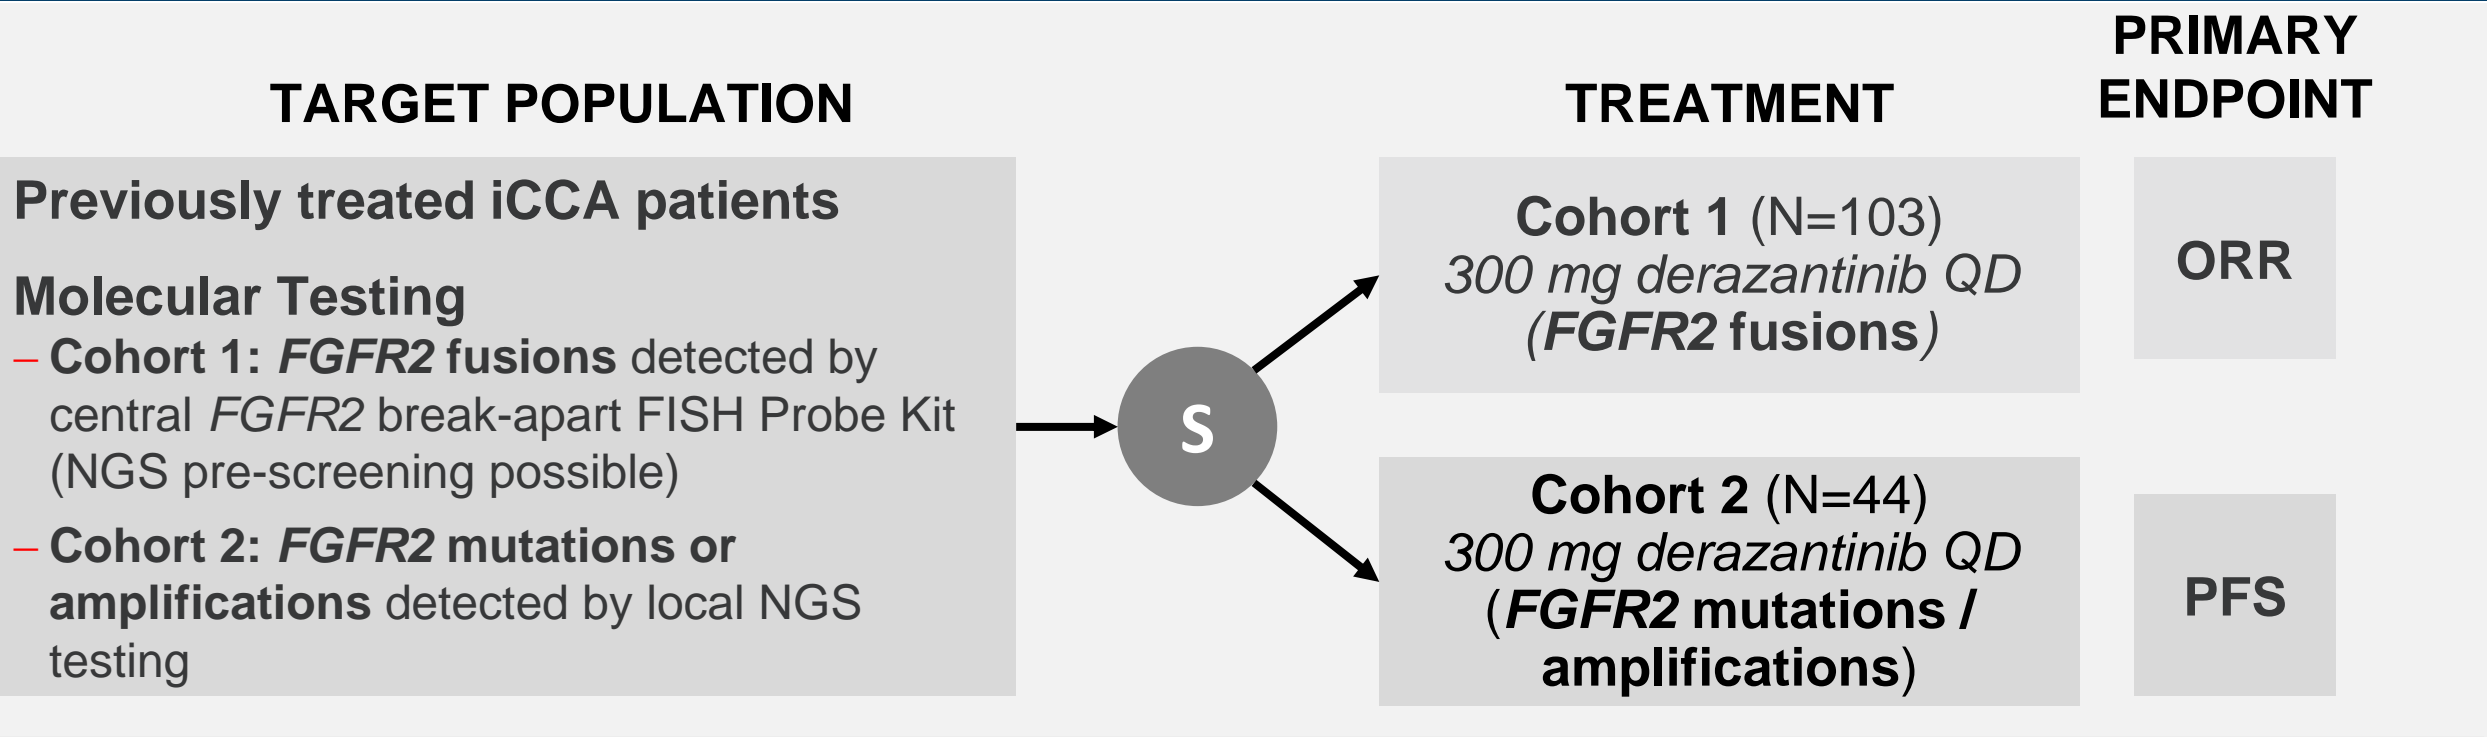 TARGET POPULATION
Previously treated iCCA patients
Molecular Testing
– Cohort 1: FGFR2 fusions detected by
central FGFR2 break-apart FISH Probe Kit
(NGS pre-screening possible)
– Cohort 2: FGFR2 mutations or
amplifications detected by local NGS
testing
S
TREATMENT
Cohort 1 (N=103)
300 mg derazantinib QD
(FGFR2 fusions)
Cohort 2 (N=44)
300 mg derazantinib QD
(FGFR2 mutations /
amplifications)
PRIMARY
ENDPOINT
ORR
PFS